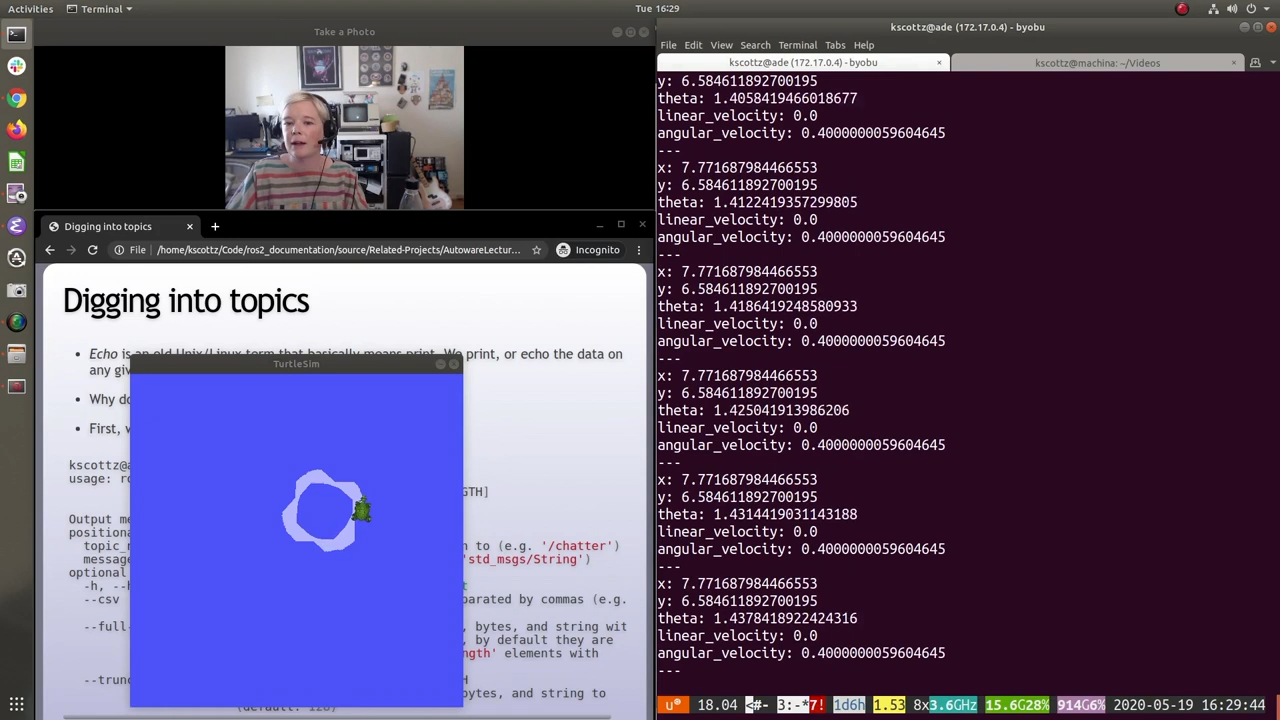 Activities
Terminal
Tue 16:29
Take a Photo
Digging into topics
File
/home/kscottz/Code/ros2_documentation/source/Related-Projects/AutowareLectur...
Incognito
Digging into topics
Echo is an old Unix/Linux term that basically means print. We print, or echo the data on
any giv
Why do
First, w
kscottz@a
usage: ro
GTH]
Output me
positiona
topic_n
n to (e.g. '/chatter')
message
'std_msgs/String')
optional
-h, --h
t
--csv
parated by commas (e.g.
--full-
, bytes, and string wit
, by default they are
ngth' elements with
--trunc
H
bytes, and string to
(default: 128)
TurtleSim
kscottz@ade (172.17.0.4) - byobu
File Edit View Search Terminal Tabs Help
kscottz@ade (172.17.0.4) - byobu
kscottz@machina: ~/Videos
y: 6.584611892700195
theta: 1.4058419466018677
linear_velocity: 0.0
angular_velocity: 0.4000000059604645
---
x: 7.771687984466553
y: 6.584611892700195
theta: 1.4122419357299805
linear_velocity: 0.0
angular_velocity: 0.4000000059604645
---
x: 7.771687984466553
y: 6.584611892700195
theta: 1.4186419248580933
linear_velocity: 0.0
angular_velocity: 0.4000000059604645
---
x: 7.771687984466553
y: 6.584611892700195
theta: 1.425041913986206
linear_velocity: 0.0
angular_velocity: 0.4000000059604645
---
x: 7.771687984466553
y: 6.584611892700195
theta: 1.4314419031143188
linear_velocity: 0.0
angular_velocity: 0.4000000059604645
---
x: 7.771687984466553
y: 6.584611892700195
theta: 1.4378418922424316
linear_velocity: 0.0
angular_velocity: 0.4000000059604645
---
18.04 <#- 3:-*7! 1d6h 1.53 8x3.6GHz 15.6G28% 914G6% 2020-05-19 16:29:44